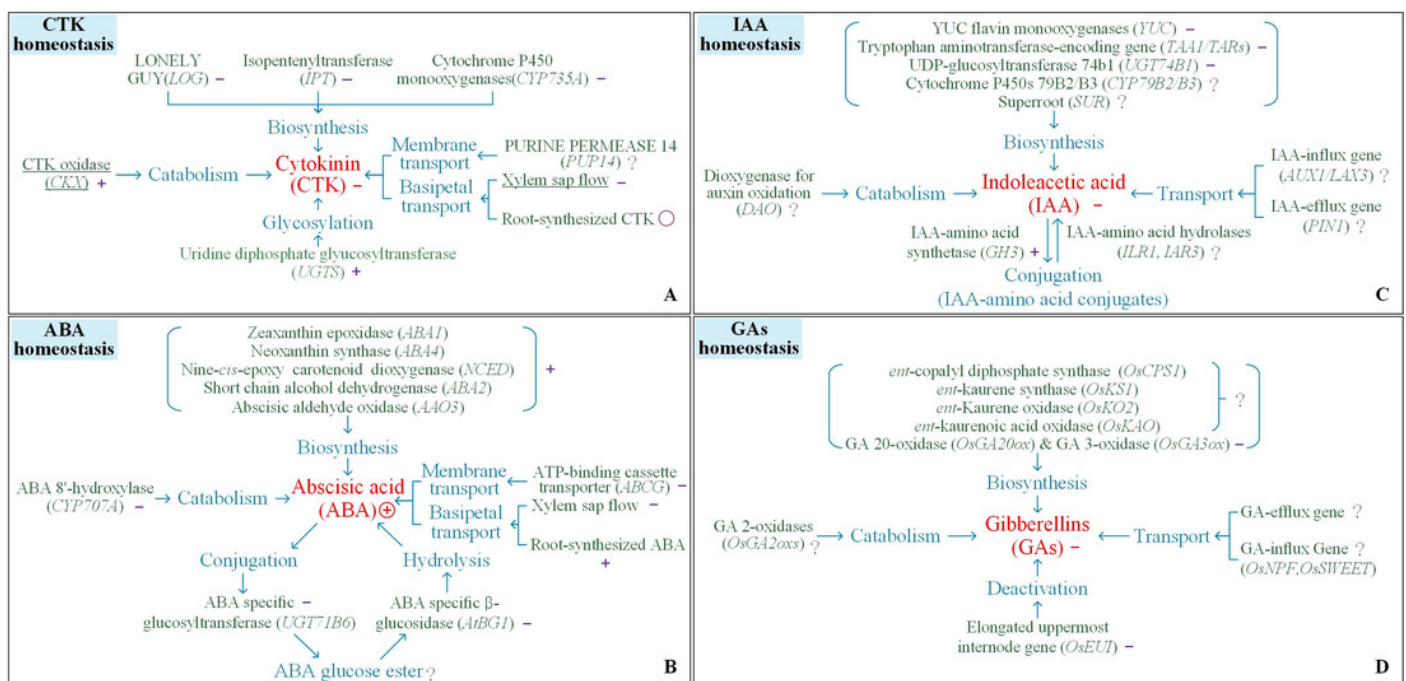 CTK
homeostasis
LONELY
GUY(LOG) −
Isopentenyltransferase
(IPT) −
Cytochrome P450
monooxygenases(CYP735A) −
Biosynthesis
CTK oxidase
(CKX) +
Catabolism
Cytokinin
(CTK) −
Membrane
transport
PURINE PERMEASE 14
(PUP14) ?
Basipetal
transport
Xylem sap flow −
Root-synthesized CTK ○
Glycosylation
Uridine diphosphate glyucosyltransferase
(UGTS) +
A
ABA
homeostasis
Zeaxanthin epoxidase (ABA1)
Neoxanthin synthase (ABA4)
Nine-cis-epoxy carotenoid dioxygenase (NCED) +
Short chain alcohol dehydrogenase (ABA2)
Abscisic aldehyde oxidase (AAO3)
Biosynthesis
ABA 8'-hydroxylase
(CYP707A) −
Catabolism
Abscisic acid
(ABA) ⊕
Membrane
transport
ATP-binding cassette
transporter (ABCG) −
Basipetal
transport
Xylem sap flow −
Root-synthesized ABA
+
Conjugation
Hydrolysis
ABA specific −
glucosyltransferase (UGT71B6)
ABA specific β-
glucosidase (AtBG1) −
ABA glucose ester ?
B
IAA
homeostasis
YUC flavin monooxygenases (YUC) −
Tryptophan aminotransferase-encoding gene (TAA1/TARs) −
UDP-glucosyltransferase 74b1 (UGT74B1) −
Cytochrome P450s 79B2/B3 (CYP79B2/B3) ?
Superroot (SUR) ?
Biosynthesis
Dioxygenase for
auxin oxidation
(DAO) ?
Catabolism
Indoleacetic acid
(IAA) −
Transport
IAA-influx gene
(AUX1/LAX3) ?
IAA-efflux gene
(PIN1) ?
IAA-amino acid
synthetase (GH3) +
IAA-amino acid hydrolases
(ILR1, IAR3) ?
Conjugation
(IAA-amino acid conjugates)
C
GAs
homeostasis
ent-copalyl diphosphate synthase (OsCPS1)
ent-kaurene synthase (OsKS1)
ent-Kaurene oxidase (OsKO2)
ent-kaurenoic acid oxidase (OsKAO)
?
GA 20-oxidase (OsGA20ox) & GA 3-oxidase (OsGA3ox) −
Biosynthesis
GA 2-oxidases
(OsGA2oxs) ?
Catabolism
Gibberellins
(GAs) −
Transport
GA-efflux gene ?
GA-influx Gene ?
(OsNPF,OsSWEET)
Deactivation
Elongated uppermost
internode gene (OsEUI) −
D